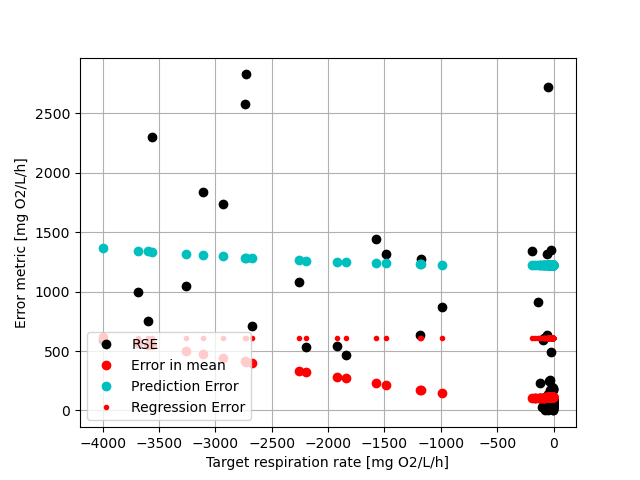 2500
2000
1500
1000
500
0
Error metric [mg O2/L/h]
RSE
Error in mean
Prediction Error
Regression Error
−4000 −3500 −3000 −2500 −2000 −1500 −1000 −500 0
Target respiration rate [mg O2/L/h]